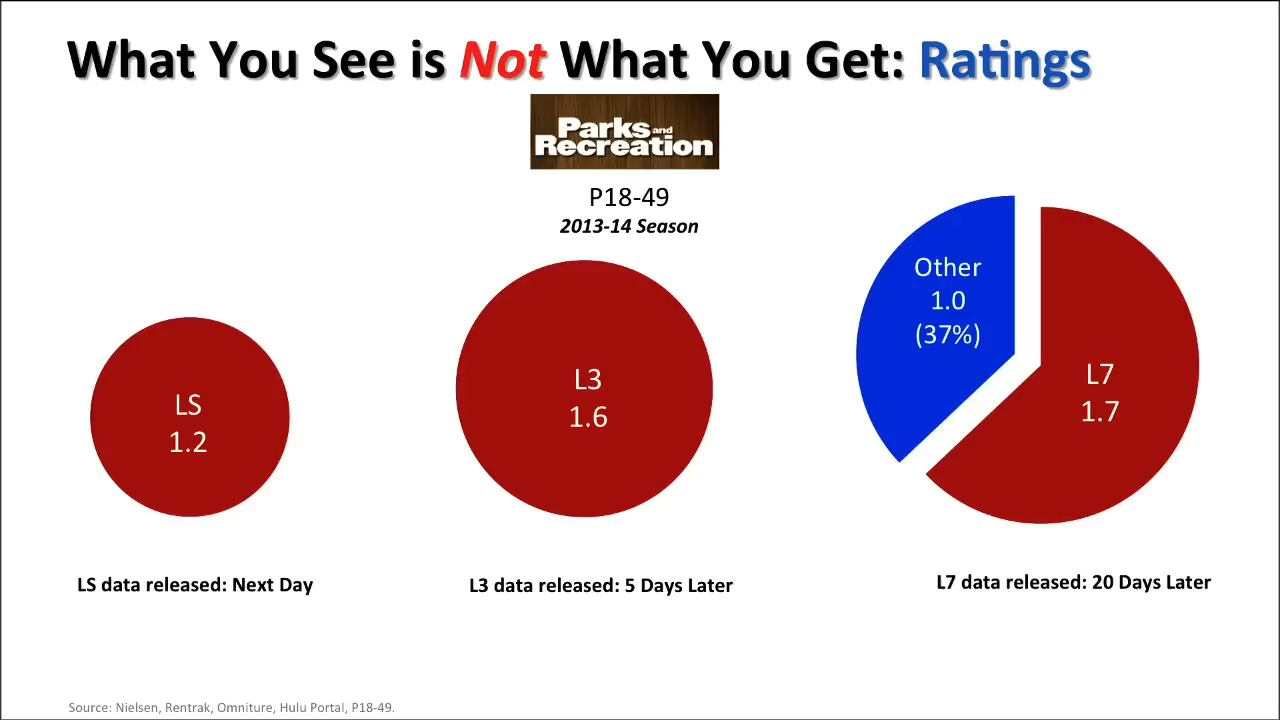 What You See is Not What You Get: Ratings
Parks and
Recreation
P18-49
2013-14 Season
LS
1.2
L3
1.6
Other
1.0
(37%)
L7
1.7
LS data released: Next Day
L3 data released: 5 Days Later
L7 data released: 20 Days Later
Source: Nielsen, Rentrak, Omniture, Hulu Portal, P18-49.